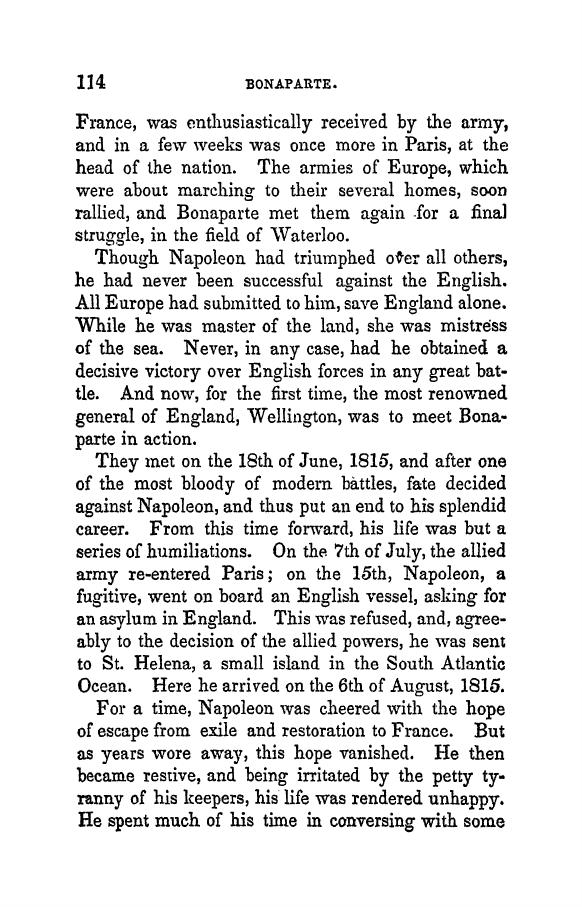 114 BONAPARTE.
France, was enthusiastically received by the army,
and in a few weeks was once more in Paris, at the
head of the nation. The armies of Europe, which
were about marching to their several homes, soon
rallied, and Bonaparte met them again for a final
struggle, in the field of Waterloo.
Though Napoleon had triumphed over all others,
he had never been successful against the English.
All Europe had submitted to him, save England alone.
While he was master of the land, she was mistress
of the sea. Never, in any case, had he obtained a
decisive victory over English forces in any great bat-
tle. And now, for the first time, the most renowned
general of England, Wellington, was to meet Bona-
parte in action.
They met on the 18th of June, 1815, and after one
of the most bloody of modern battles, fate decided
against Napoleon, and thus put an end to his splendid
career. From this time forward, his life was but a
series of humiliations. On the 7th of July, the allied
army re-entered Paris; on the 15th, Napoleon, a
fugitive, went on board an English vessel, asking for
an asylum in England. This was refused, and, agree-
ably to the decision of the allied powers, he was sent
to St. Helena, a small island in the South Atlantic
Ocean. Here he arrived on the 6th of August, 1815.
For a time, Napoleon was cheered with the hope
of escape from exile and restoration to France. But
as years wore away, this hope vanished. He then
became restive, and being irritated by the petty ty-
ranny of his keepers, his life was rendered unhappy.
He spent much of his time in conversing with some